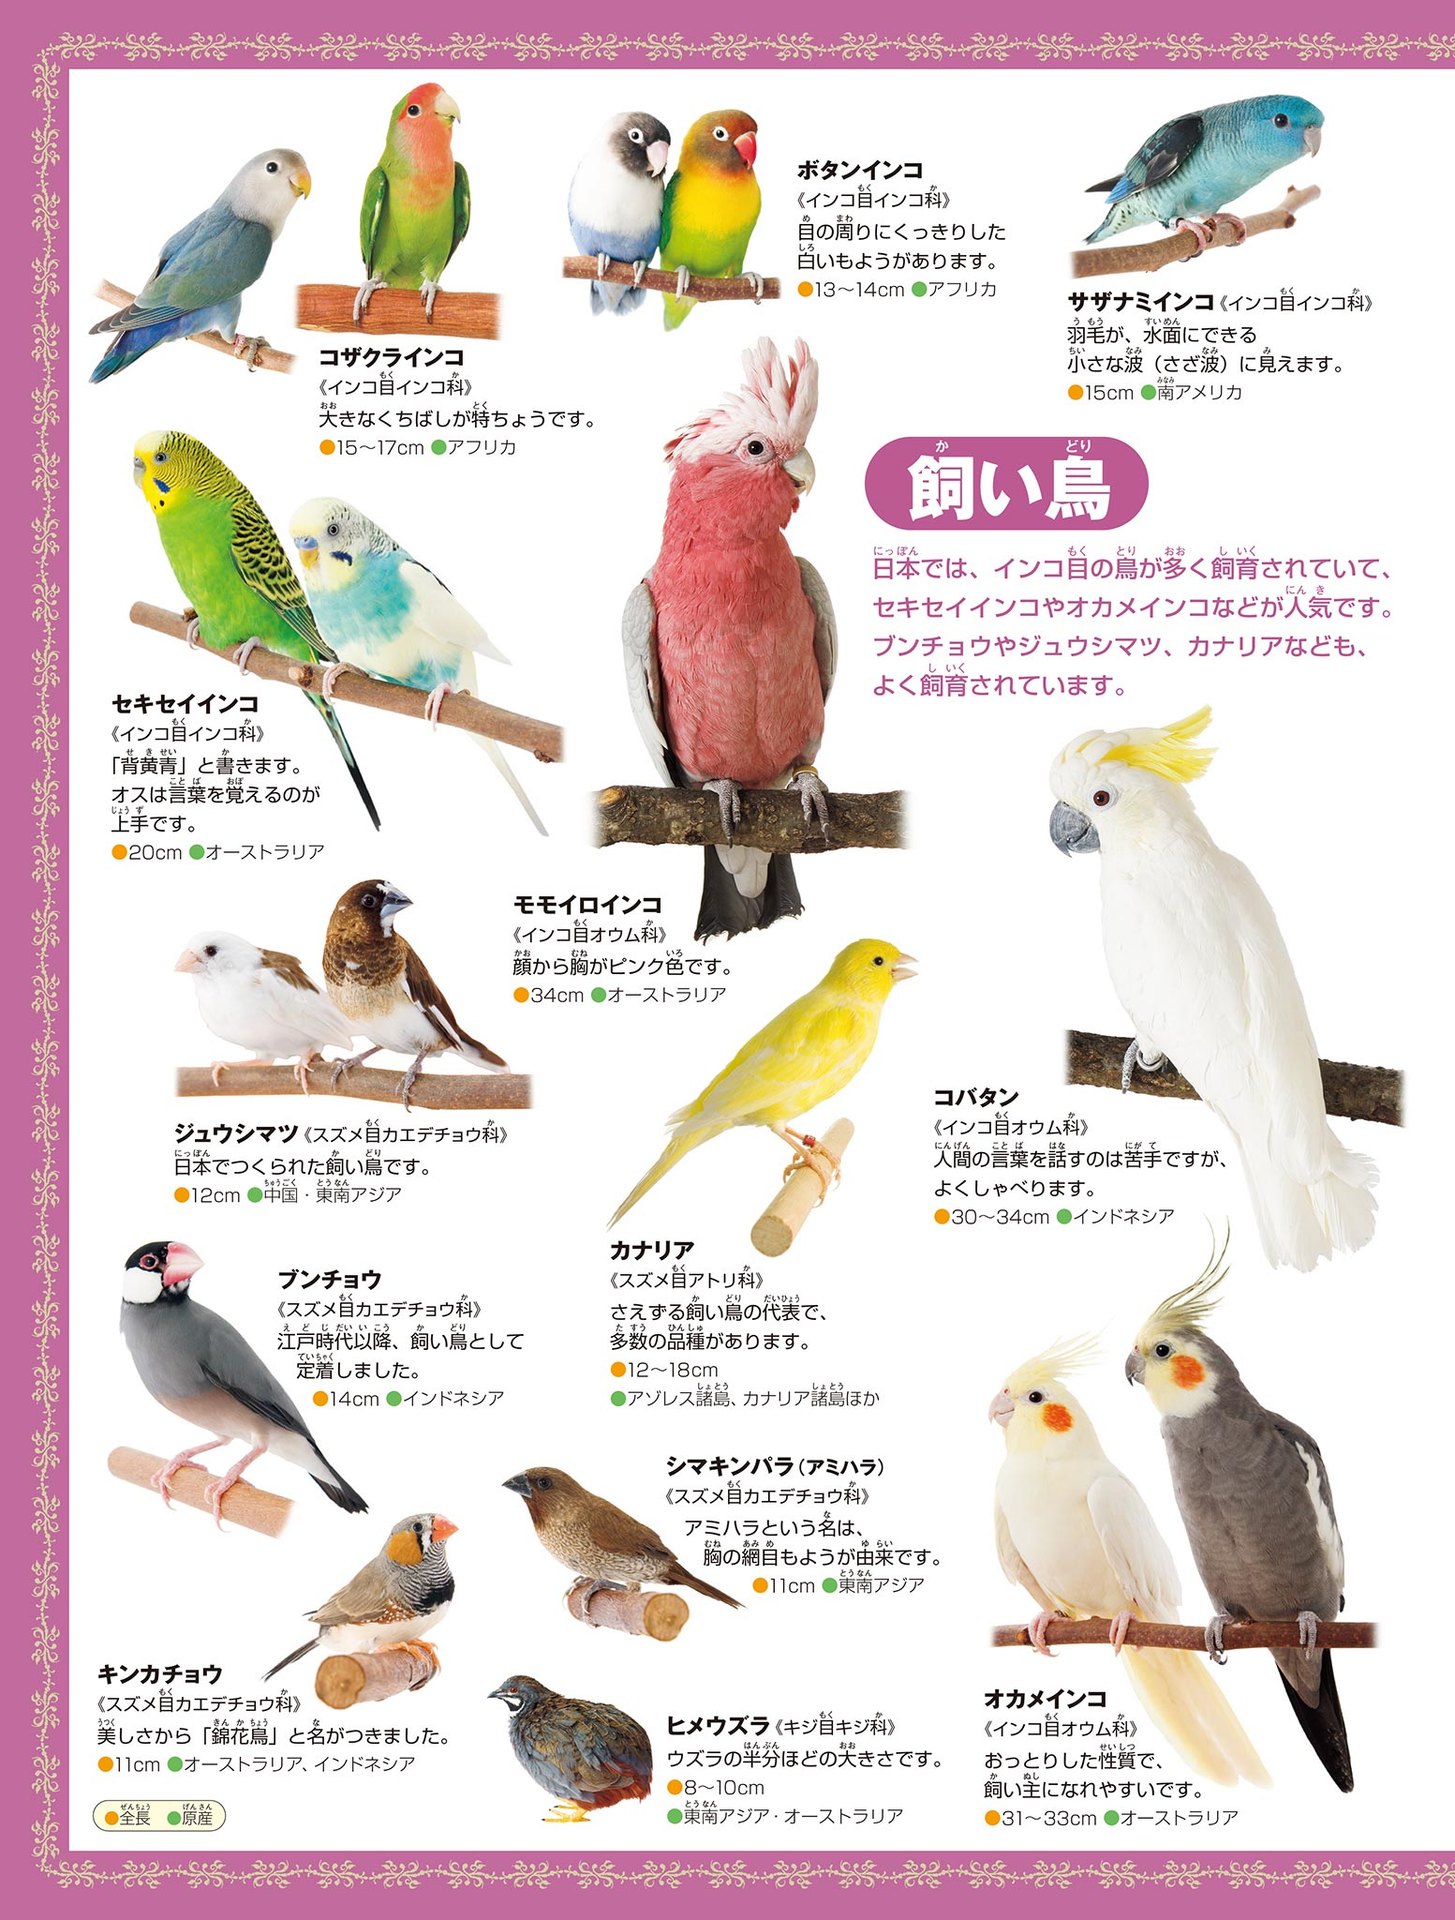 コザクラインコ
《インコ目インコ科》
大きなくちばしが特ちょうです。
●15〜17cm ●アフリカ
ボタンインコ
《インコ目インコ科》
目の周りにくっきりした
白いもようがあります。
●13〜14cm ●アフリカ
サザナミインコ《インコ目インコ科》
羽毛が、水面にできる
小さな波（さざ波）に見えます。
●15cm ●南アメリカ
飼い鳥
日本では、インコ目の鳥が多く飼育されていて、
セキセイインコやオカメインコなどが人気です。
ブンチョウやジュウシマツ、カナリアなども、
よく飼育されています。
セキセイインコ
《インコ目インコ科》
「背黄青」と書きます。
オスは言葉を覚えるのが
上手です。
●20cm ●オーストラリア
モモイロインコ
《インコ目オウム科》
顔から胸がピンク色です。
●34cm ●オーストラリア
コバタン
《インコ目オウム科》
人間の言葉を話すのは苦手ですが、
よくしゃべります。
●30〜34cm ●インドネシア
ジュウシマツ《スズメ目カエデチョウ科》
日本でつくられた飼い鳥です。
●12cm ●中国・東南アジア
カナリア
《スズメ目アトリ科》
さえずる飼い鳥の代表で、
多数の品種があります。
●12〜18cm
●アゾレス諸島、カナリア諸島ほか
ブンチョウ
《スズメ目カエデチョウ科》
江戸時代以降、飼い鳥として
定着しました。
●14cm ●インドネシア
シマキンパラ（アミハラ）
《スズメ目カエデチョウ科》
アミハラという名は、
胸の網目もようが由来です。
●11cm ●東南アジア
キンカチョウ
《スズメ目カエデチョウ科》
美しさから「錦花鳥」と名がつきました。
●11cm ●オーストラリア、インドネシア
ヒメウズラ《キジ目キジ科》
ウズラの半分ほどの大きさです。
●8〜10cm
●東南アジア・オーストラリア
オカメインコ
《インコ目オウム科》
おっとりした性質で、
飼い主になれやすいです。
●31〜33cm ●オーストラリア
●全長 ●原産